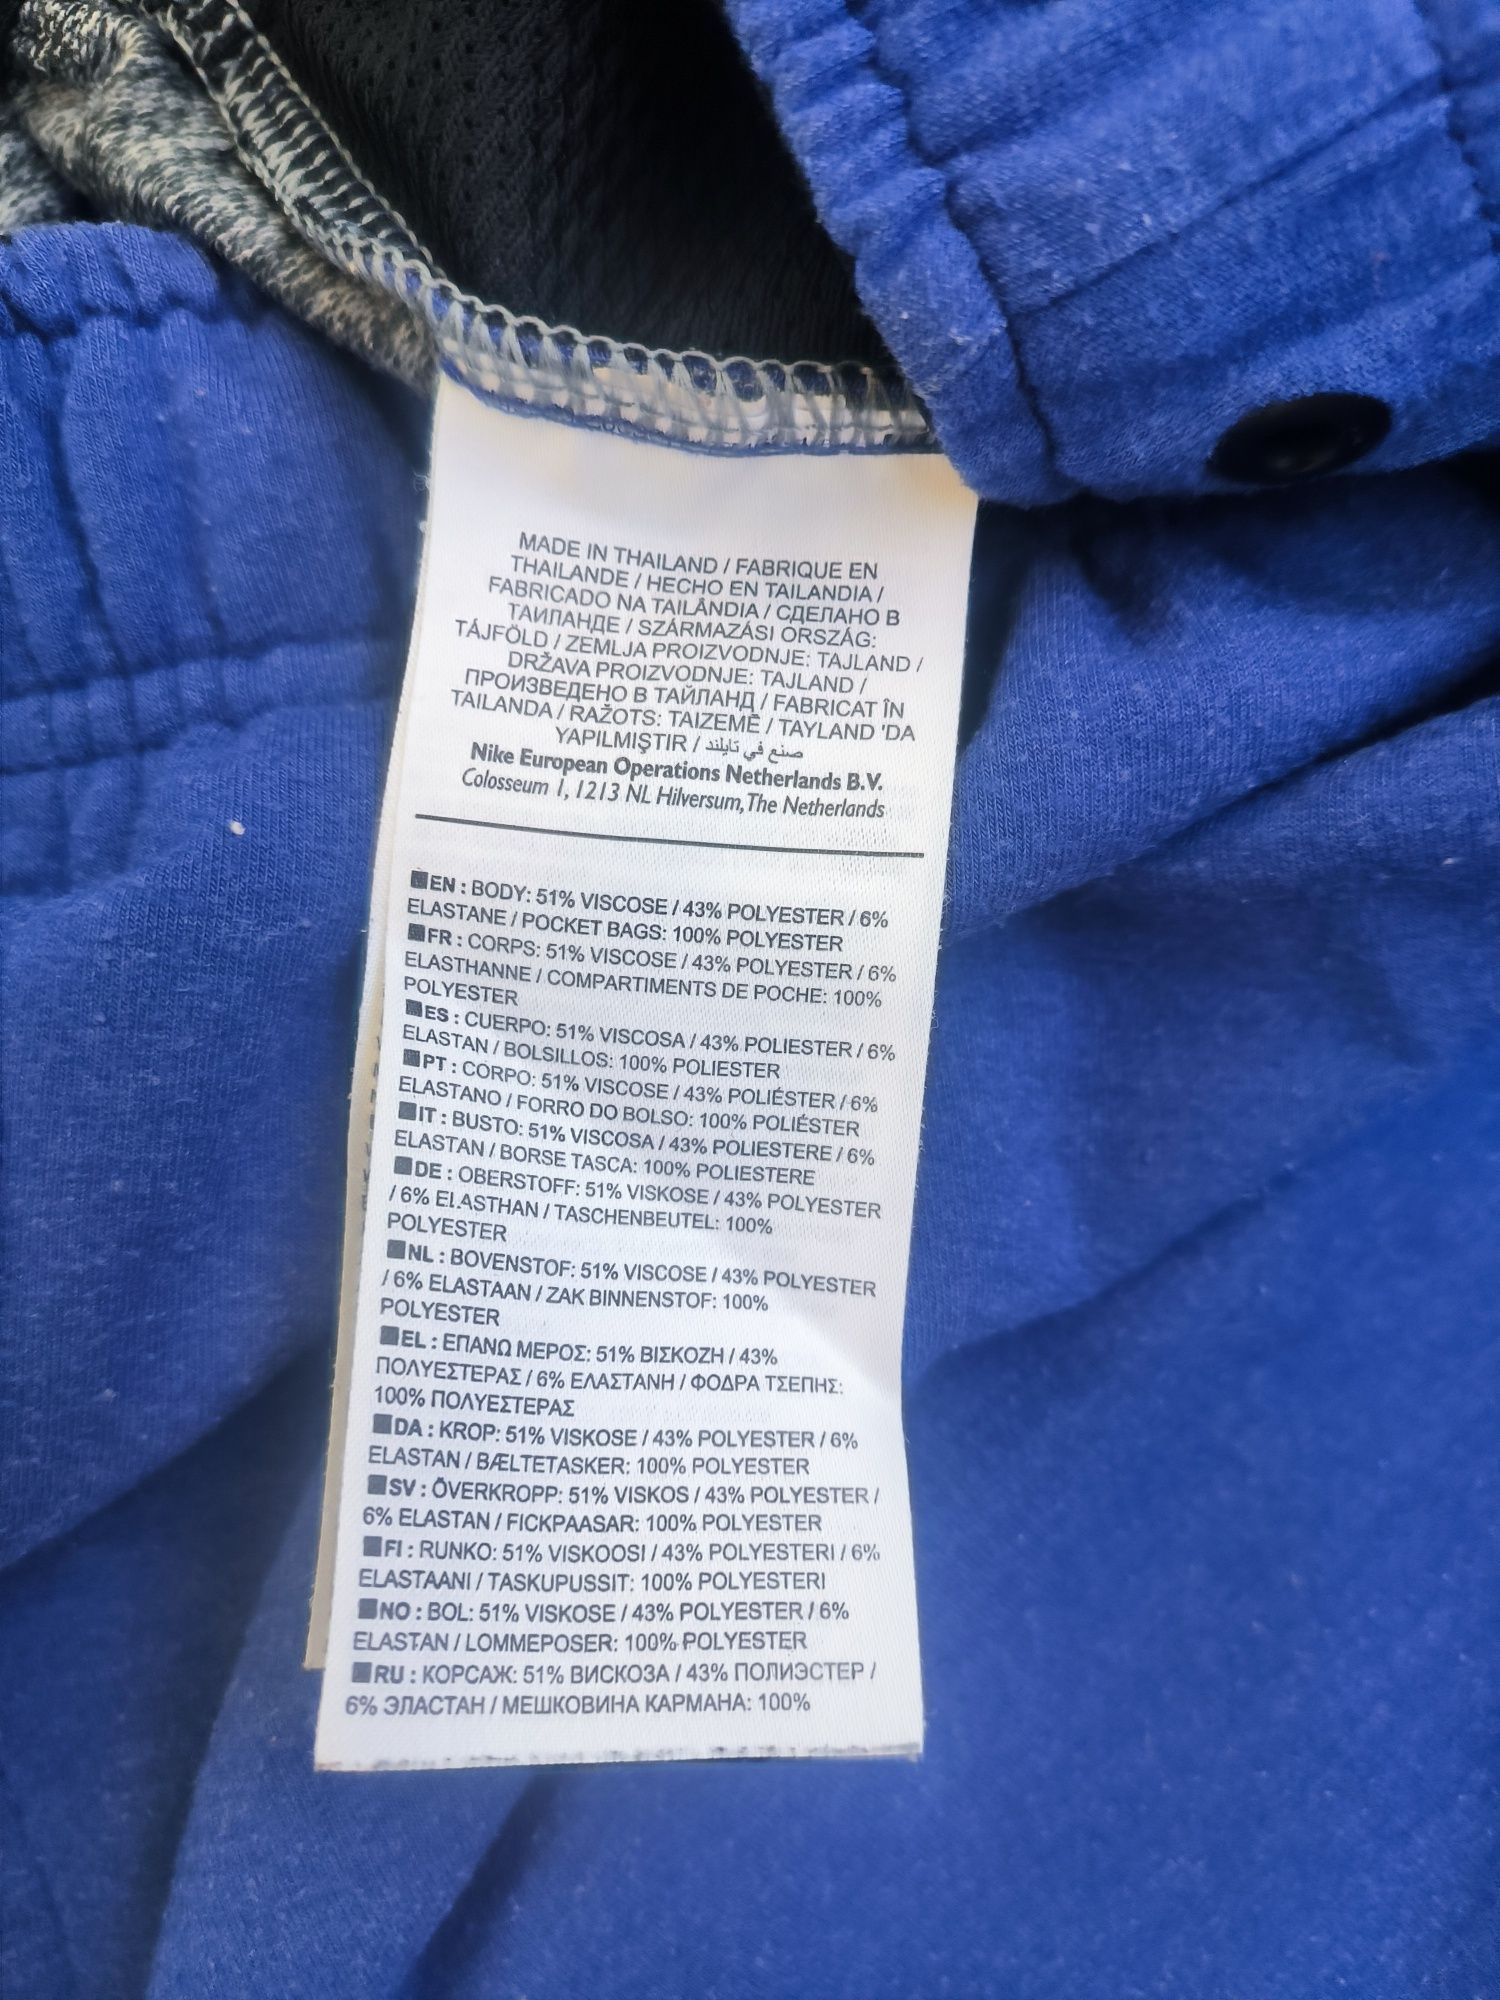 MADE IN THAILAND / FABRIQUE EN
THAILANDE / HECHO EN TAILANDIA /
FABRICADO NA TAILÂNDIA / СДЕЛАНО В
ТАИЛАНДЕ / SZÁRMAZÁSI ORSZÁG:
TÁJFÖLD / ZEMLJA PROIZVODNJE: TAJLAND /
DRŽAVA PROIZVODNJE: TAJLAND /
ПРОИЗВЕДЕНО В ТАЙЛАНД / FABRICAT ÎN
TAILANDA / RAŽOTS: TAIZEMĒ / TAYLAND 'DA
YAPILMIŞTIR / صنع في تايلند
Nike European Operations Netherlands B.V.
Colosseum 1, 1213 NL Hilversum, The Netherlands
■EN : BODY: 51% VISCOSE / 43% POLYESTER / 6%
ELASTANE / POCKET BAGS: 100% POLYESTER
■FR : CORPS: 51% VISCOSE / 43% POLYESTER / 6%
ELASTHANNE / COMPARTIMENTS DE POCHE: 100%
POLYESTER
■ES : CUERPO: 51% VISCOSA / 43% POLIESTER / 6%
ELASTAN / BOLSILLOS: 100% POLIESTER
■PT : CORPO: 51% VISCOSE / 43% POLIÉSTER / 6%
ELASTANO / FORRO DO BOLSO: 100% POLIÉSTER
■IT : BUSTO: 51% VISCOSA / 43% POLIESTERE / 6%
ELASTAN / BORSE TASCA: 100% POLIESTERE
■DE : OBERSTOFF: 51% VISKOSE / 43% POLYESTER
/ 6% ELASTHAN / TASCHENBEUTEL: 100%
POLYESTER
■NL : BOVENSTOF: 51% VISCOSE / 43% POLYESTER
/ 6% ELASTAAN / ZAK BINNENSTOF: 100%
POLYESTER
■EL : ΕΠΑΝΩ ΜΕΡΟΣ: 51% ΒΙΣΚΟΖΗ / 43%
ΠΟΛΥΕΣΤΕΡΑΣ / 6% ΕΛΑΣΤΑΝΗ / ΦΟΔΡΑ ΤΣΕΠΗΣ:
100% ΠΟΛΥΕΣΤΕΡΑΣ
■DA : KROP: 51% VISKOSE / 43% POLYESTER / 6%
ELASTAN / BÆLTETASKER: 100% POLYESTER
■SV : ÖVERKROPP: 51% VISKOS / 43% POLYESTER /
6% ELASTAN / FICKPAASAR: 100% POLYESTER
■FI : RUNKO: 51% VISKOOSI / 43% POLYESTERI / 6%
ELASTAANI / TASKUPUSSIT: 100% POLYESTERI
■NO : BOL: 51% VISKOSE / 43% POLYESTER / 6%
ELASTAN / LOMMEPOSER: 100% POLYESTER
■RU : КОРСАЖ: 51% ВИСКОЗА / 43% ПОЛИЭСТЕР /
6% ЭЛАСТАН / МЕШКОВИНА КАРМАНА: 100%